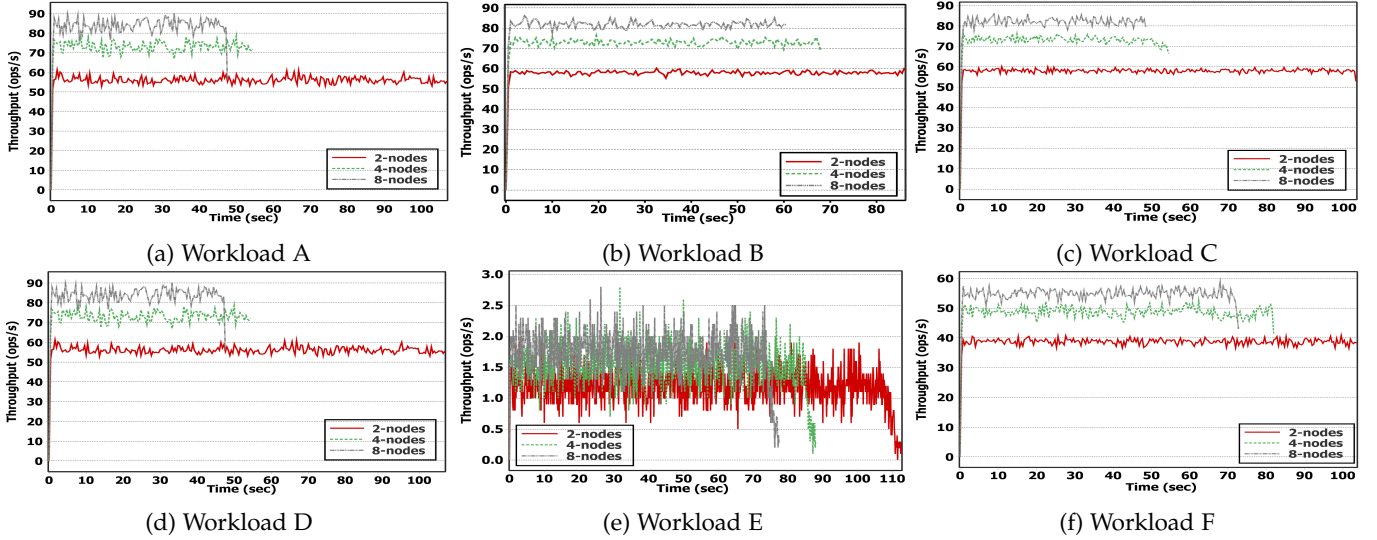 Throughput (ops/s)
90
80
70
60
50
40
30
20
10
0
2-nodes
4-nodes
8-nodes
0 10 20 30 40 50 60 70 80 90 100
Time (sec)
(a) Workload A
Throughput (ops/s)
90
80
70
60
50
40
30
20
10
0
2-nodes
4-nodes
8-nodes
0 10 20 30 40 50 60 70 80
Time (sec)
(b) Workload B
Throughput (ops/s)
90
80
70
60
50
40
30
20
10
0
2-nodes
4-nodes
8-nodes
0 10 20 30 40 50 60 70 80 90 100
Time (sec)
(c) Workload C
Throughput (ops/s)
90
80
70
60
50
40
30
20
10
0
2-nodes
4-nodes
8-nodes
0 10 20 30 40 50 60 70 80 90 100
Time (sec)
(d) Workload D
Throughput (ops/s)
3.0
2.5
2.0
1.5
1.0
0.5
0.0
2-nodes
4-nodes
8-nodes
0 10 20 30 40 50 60 70 80 90 100 110
Time (sec)
(e) Workload E
Throughput (ops/s)
60
50
40
30
20
10
0
2-nodes
4-nodes
8-nodes
0 10 20 30 40 50 60 70 80 90 100
Time (sec)
(f) Workload F